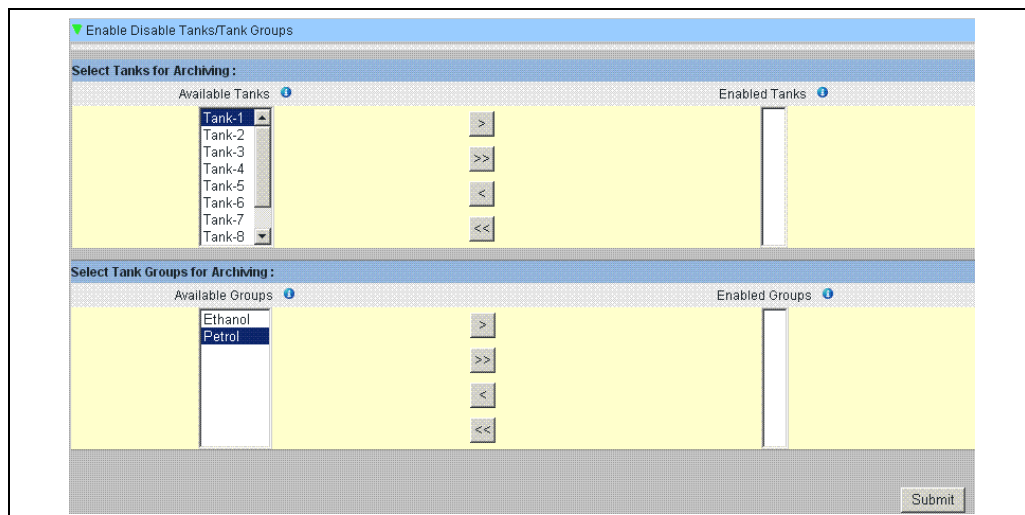 Enable Disable Tanks/Tank Groups
Select Tanks for Archiving :
Available Tanks
Enabled Tanks
Tank-1
Tank-2
Tank-3
Tank-4
Tank-5
Tank-6
Tank-7
Tank-8
>
>>
<
<<
Select Tank Groups for Archiving :
Available Groups
Enabled Groups
Ethanol
Petrol
>
>>
<
<<
Submit